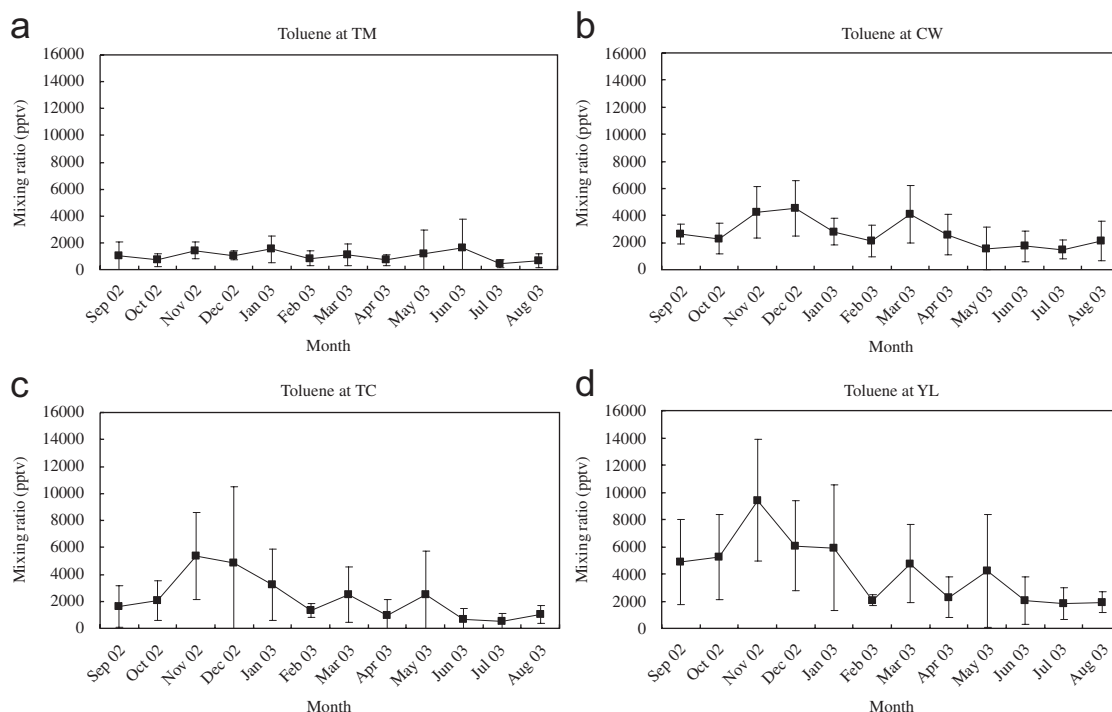 a
Toluene at TM
16000
14000
12000
10000
8000
6000
4000
2000
0
Mixing ratio (pptv)
Sep 02
Oct 02
Nov 02
Dec 02
Jan 03
Feb 03
Mar 03
Apr 03
May 03
Jun 03
Jul 03
Aug 03
Month
b
Toluene at CW
16000
14000
12000
10000
8000
6000
4000
2000
0
Mixing ratio (pptv)
Sep 02
Oct 02
Nov 02
Dec 02
Jan 03
Feb 03
Mar 03
Apr 03
May 03
Jun 03
Jul 03
Aug 03
Month
c
Toluene at TC
16000
14000
12000
10000
8000
6000
4000
2000
0
Mixing ratio (pptv)
Sep 02
Oct 02
Nov 02
Dec 02
Jan 03
Feb 03
Mar 03
Apr 03
May 03
Jun 03
Jul 03
Aug 03
Month
d
Toluene at YL
16000
14000
12000
10000
8000
6000
4000
2000
0
Mixing ratio (pptv)
Sep 02
Oct 02
Nov 02
Dec 02
Jan 03
Feb 03
Mar 03
Apr 03
May 03
Jun 03
Jul 03
Aug 03
Month